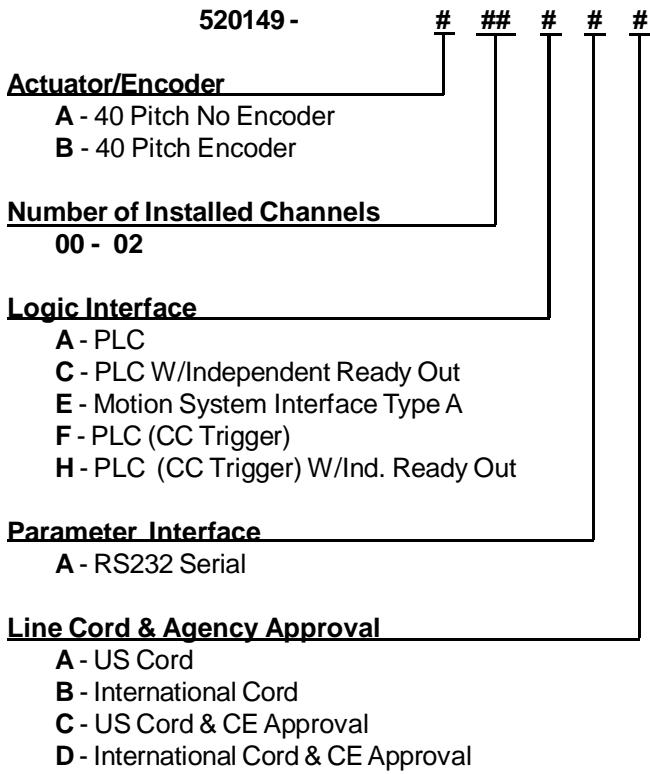 520149 - # ## # # #
Actuator/Encoder
A - 40 Pitch No Encoder
B - 40 Pitch Encoder
Number of Installed Channels
00 - 02
Logic Interface
A - PLC
C - PLC W/Independent Ready Out
E - Motion System Interface Type A
F - PLC (CC Trigger)
H - PLC (CC Trigger) W/Ind. Ready Out
Parameter Interface
A - RS232 Serial
Line Cord & Agency Approval
A - US Cord
B - International Cord
C - US Cord & CE Approval
D - International Cord & CE Approval